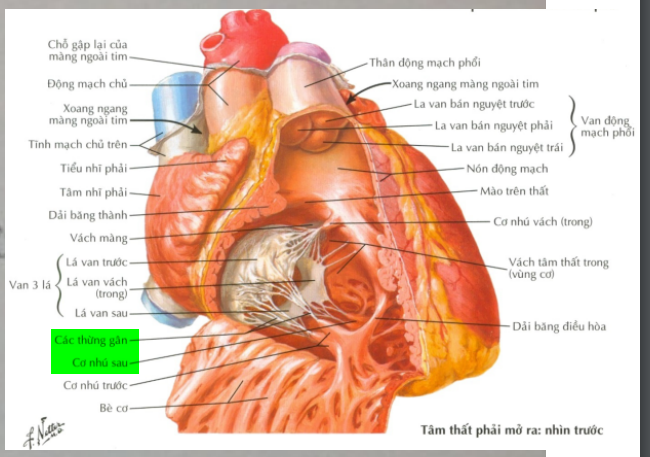 Chỗ gập lại của
màng ngoài tim
Động mạch chủ
Xoang ngang
màng ngoài tim
Tĩnh mạch chủ trên
Tiểu nhĩ phải
Tâm nhĩ phải
Dải băng thành
Vách màng
Van 3 lá
Lá van trước
Lá van vách
(trong)
Lá van sau
Các thừng gân
Cơ nhú sau
Cơ nhú trước
Bè cơ
Thân động mạch phổi
Xoang ngang màng ngoài tim
La van bán nguyệt trước
La van bán nguyệt phải
La van bán nguyệt trái
Van động
mạch phổi
Nón động mạch
Mào trên thất
Cơ nhú vách (trong)
Vách tâm thất trong
(vùng cơ)
Dải băng điều hòa
Tâm thất phải mở ra: nhìn trước
F. Netter
M.D.